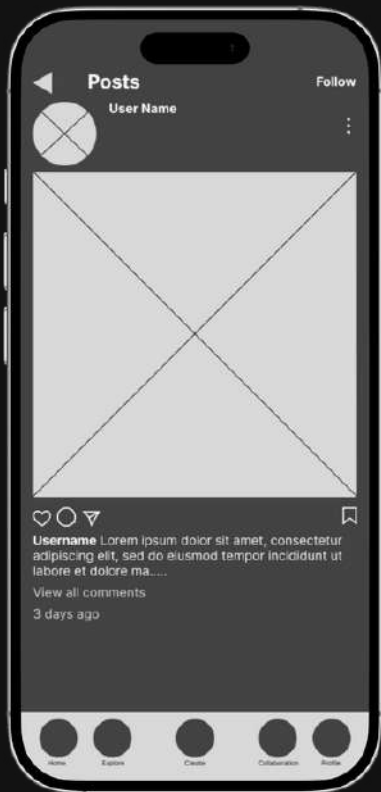 Posts
Follow
User Name
Username Lorem ipsum dolor sit amet, consectetur
adipiscing elit, sed do eiusmod tempor incididunt ut
labore et dolore ma.....
View all comments
3 days ago
Home
Explore
Create
Collaboration
Profile